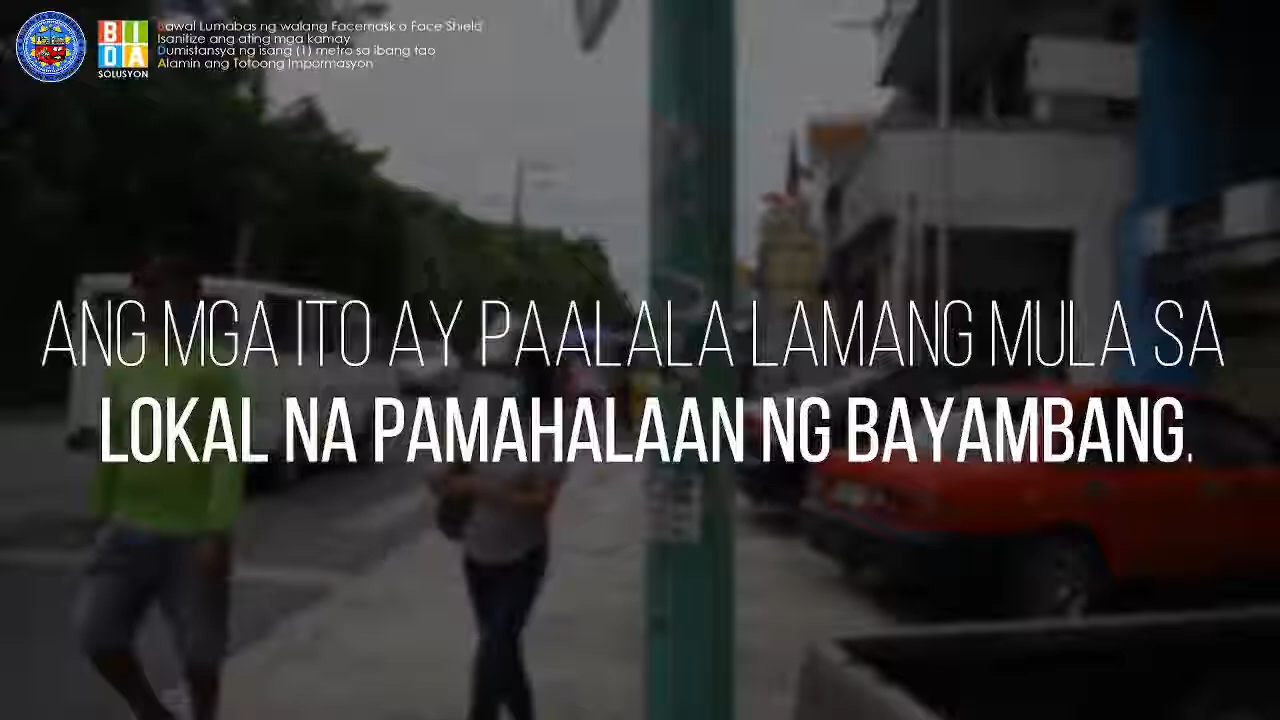 BIDA
SOLUSYON
Bawal Lumabas ng walang Facemask o Face Shield
Isanitize ang ating mga kamay
Dumistansya ng isang (1) metro sa ibang tao
Alamin ang Totoong Impormasyon
ANG MGA ITO AY PAALALA LAMANG MULA SA
LOKAL NA PAMAHALAAN NG BAYAMBANG.